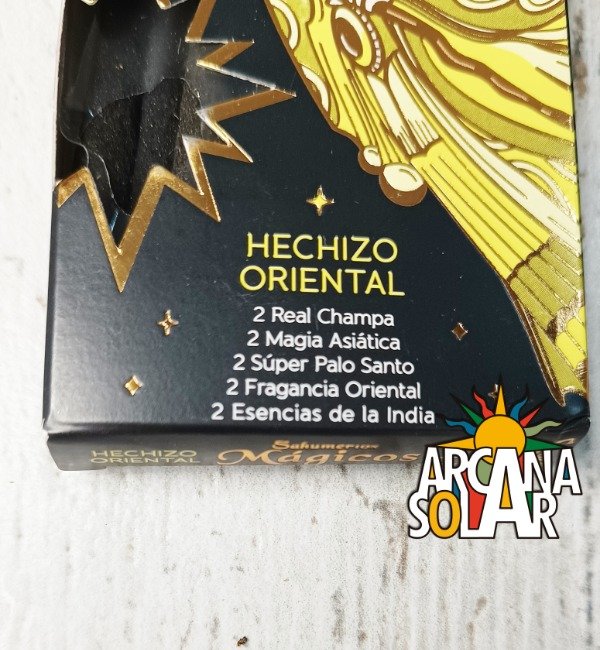 HECHIZO
ORIENTAL
2 Real Champa
2 Magia Asiática
2 Súper Palo Santo
2 Fragancia Oriental
2 Esencias de la India
HECHIZO
ORIENTAL
Sahumerios
Mágicos
ARCANA
SOLAR